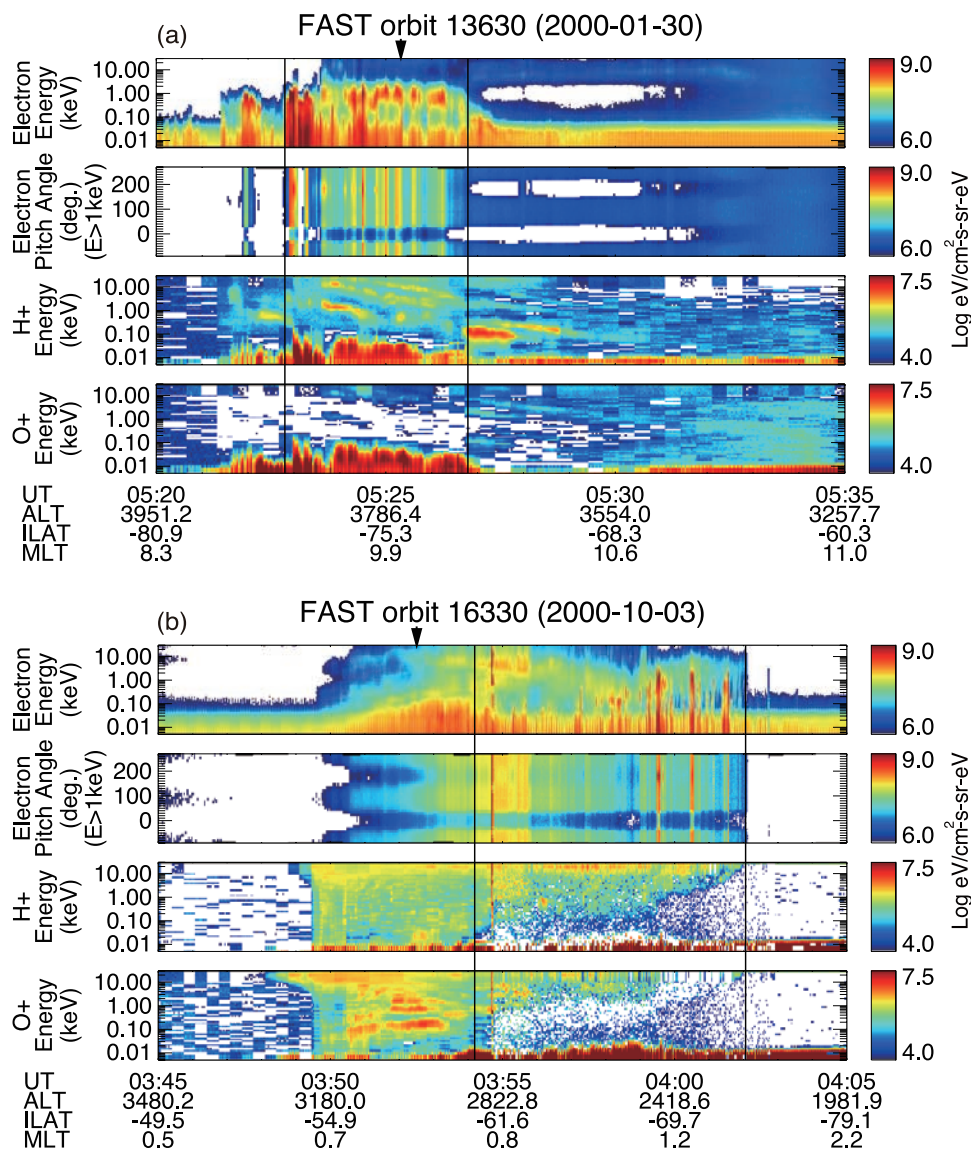 (a) FAST orbit 13630 (2000-01-30)
Electron Energy (keV)
10.00
1.00
0.10
0.01
9.0
6.0
Electron Pitch Angle (deg.) (E>1keV)
200
100
0
9.0
6.0
H+ Energy (keV)
10.00
1.00
0.10
0.01
7.5
4.0
O+ Energy (keV)
10.00
1.00
0.10
0.01
7.5
4.0
Log eV/cm²-s-sr-eV
UT 05:20 05:25 05:30 05:35
ALT 3951.2 3786.4 3554.0 3257.7
ILAT -80.9 -75.3 -68.3 -60.3
MLT 8.3 9.9 10.6 11.0
(b) FAST orbit 16330 (2000-10-03)
Electron Energy (keV)
10.00
1.00
0.10
0.01
9.0
6.0
Electron Pitch Angle (deg.) (E>1keV)
200
100
0
9.0
6.0
H+ Energy (keV)
10.00
1.00
0.10
0.01
7.5
4.0
O+ Energy (keV)
10.00
1.00
0.10
0.01
7.5
4.0
Log eV/cm²-s-sr-eV
UT 03:45 03:50 03:55 04:00 04:05
ALT 3480.2 3180.0 2822.8 2418.6 1981.9
ILAT -49.5 -54.9 -61.6 -69.7 -79.1
MLT 0.5 0.7 0.8 1.2 2.2